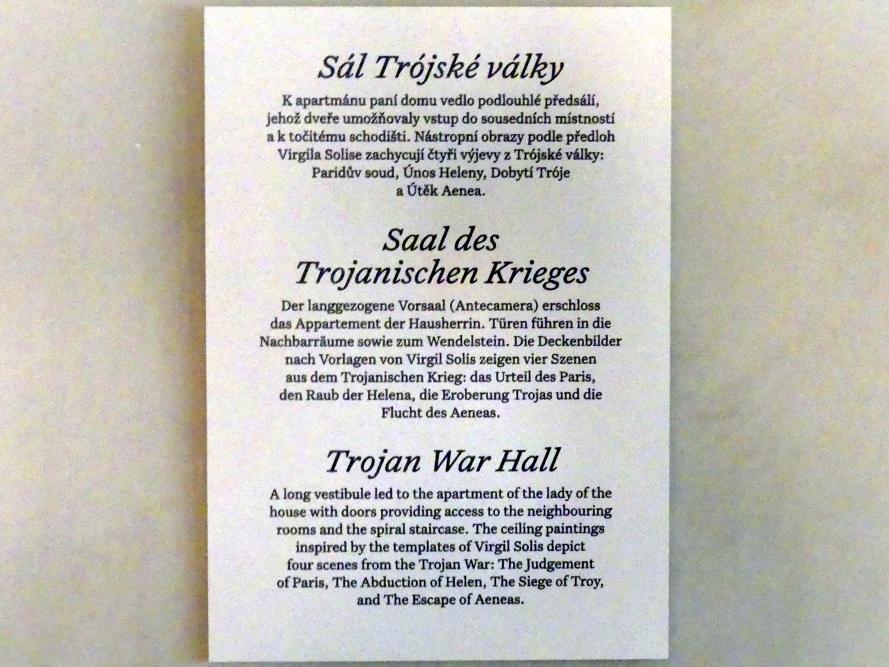 Sál Trójské války
K apartmánu paní domu vedlo podlouhlé předsálí,
jehož dveře umožňovaly vstup do sousedních místností
a k točitému schodišti. Nástropní obrazy podle předloh
Virgila Solise zachycují čtyři výjevy z Trójské války:
Paridův soud, Únos Heleny, Dobytí Tróje
a Útěk Aenea.
Saal des
Trojanischen Krieges
Der langgezogene Vorsaal (Antecamera) erschloss
das Appartement der Hausherrin. Türen führen in die
Nachbarräume sowie zum Wendelstein. Die Deckenbilder
nach Vorlagen von Virgil Solis zeigen vier Szenen
aus dem Trojanischen Krieg: das Urteil des Paris,
den Raub der Helena, die Eroberung Trojas und die
Flucht des Aeneas.
Trojan War Hall
A long vestibule led to the apartment of the lady of the
house with doors providing access to the neighbouring
rooms and the spiral staircase. The ceiling paintings
inspired by the templates of Virgil Solis depict
four scenes from the Trojan War: The Judgement
of Paris, The Abduction of Helen, The Siege of Troy,
and The Escape of Aeneas.